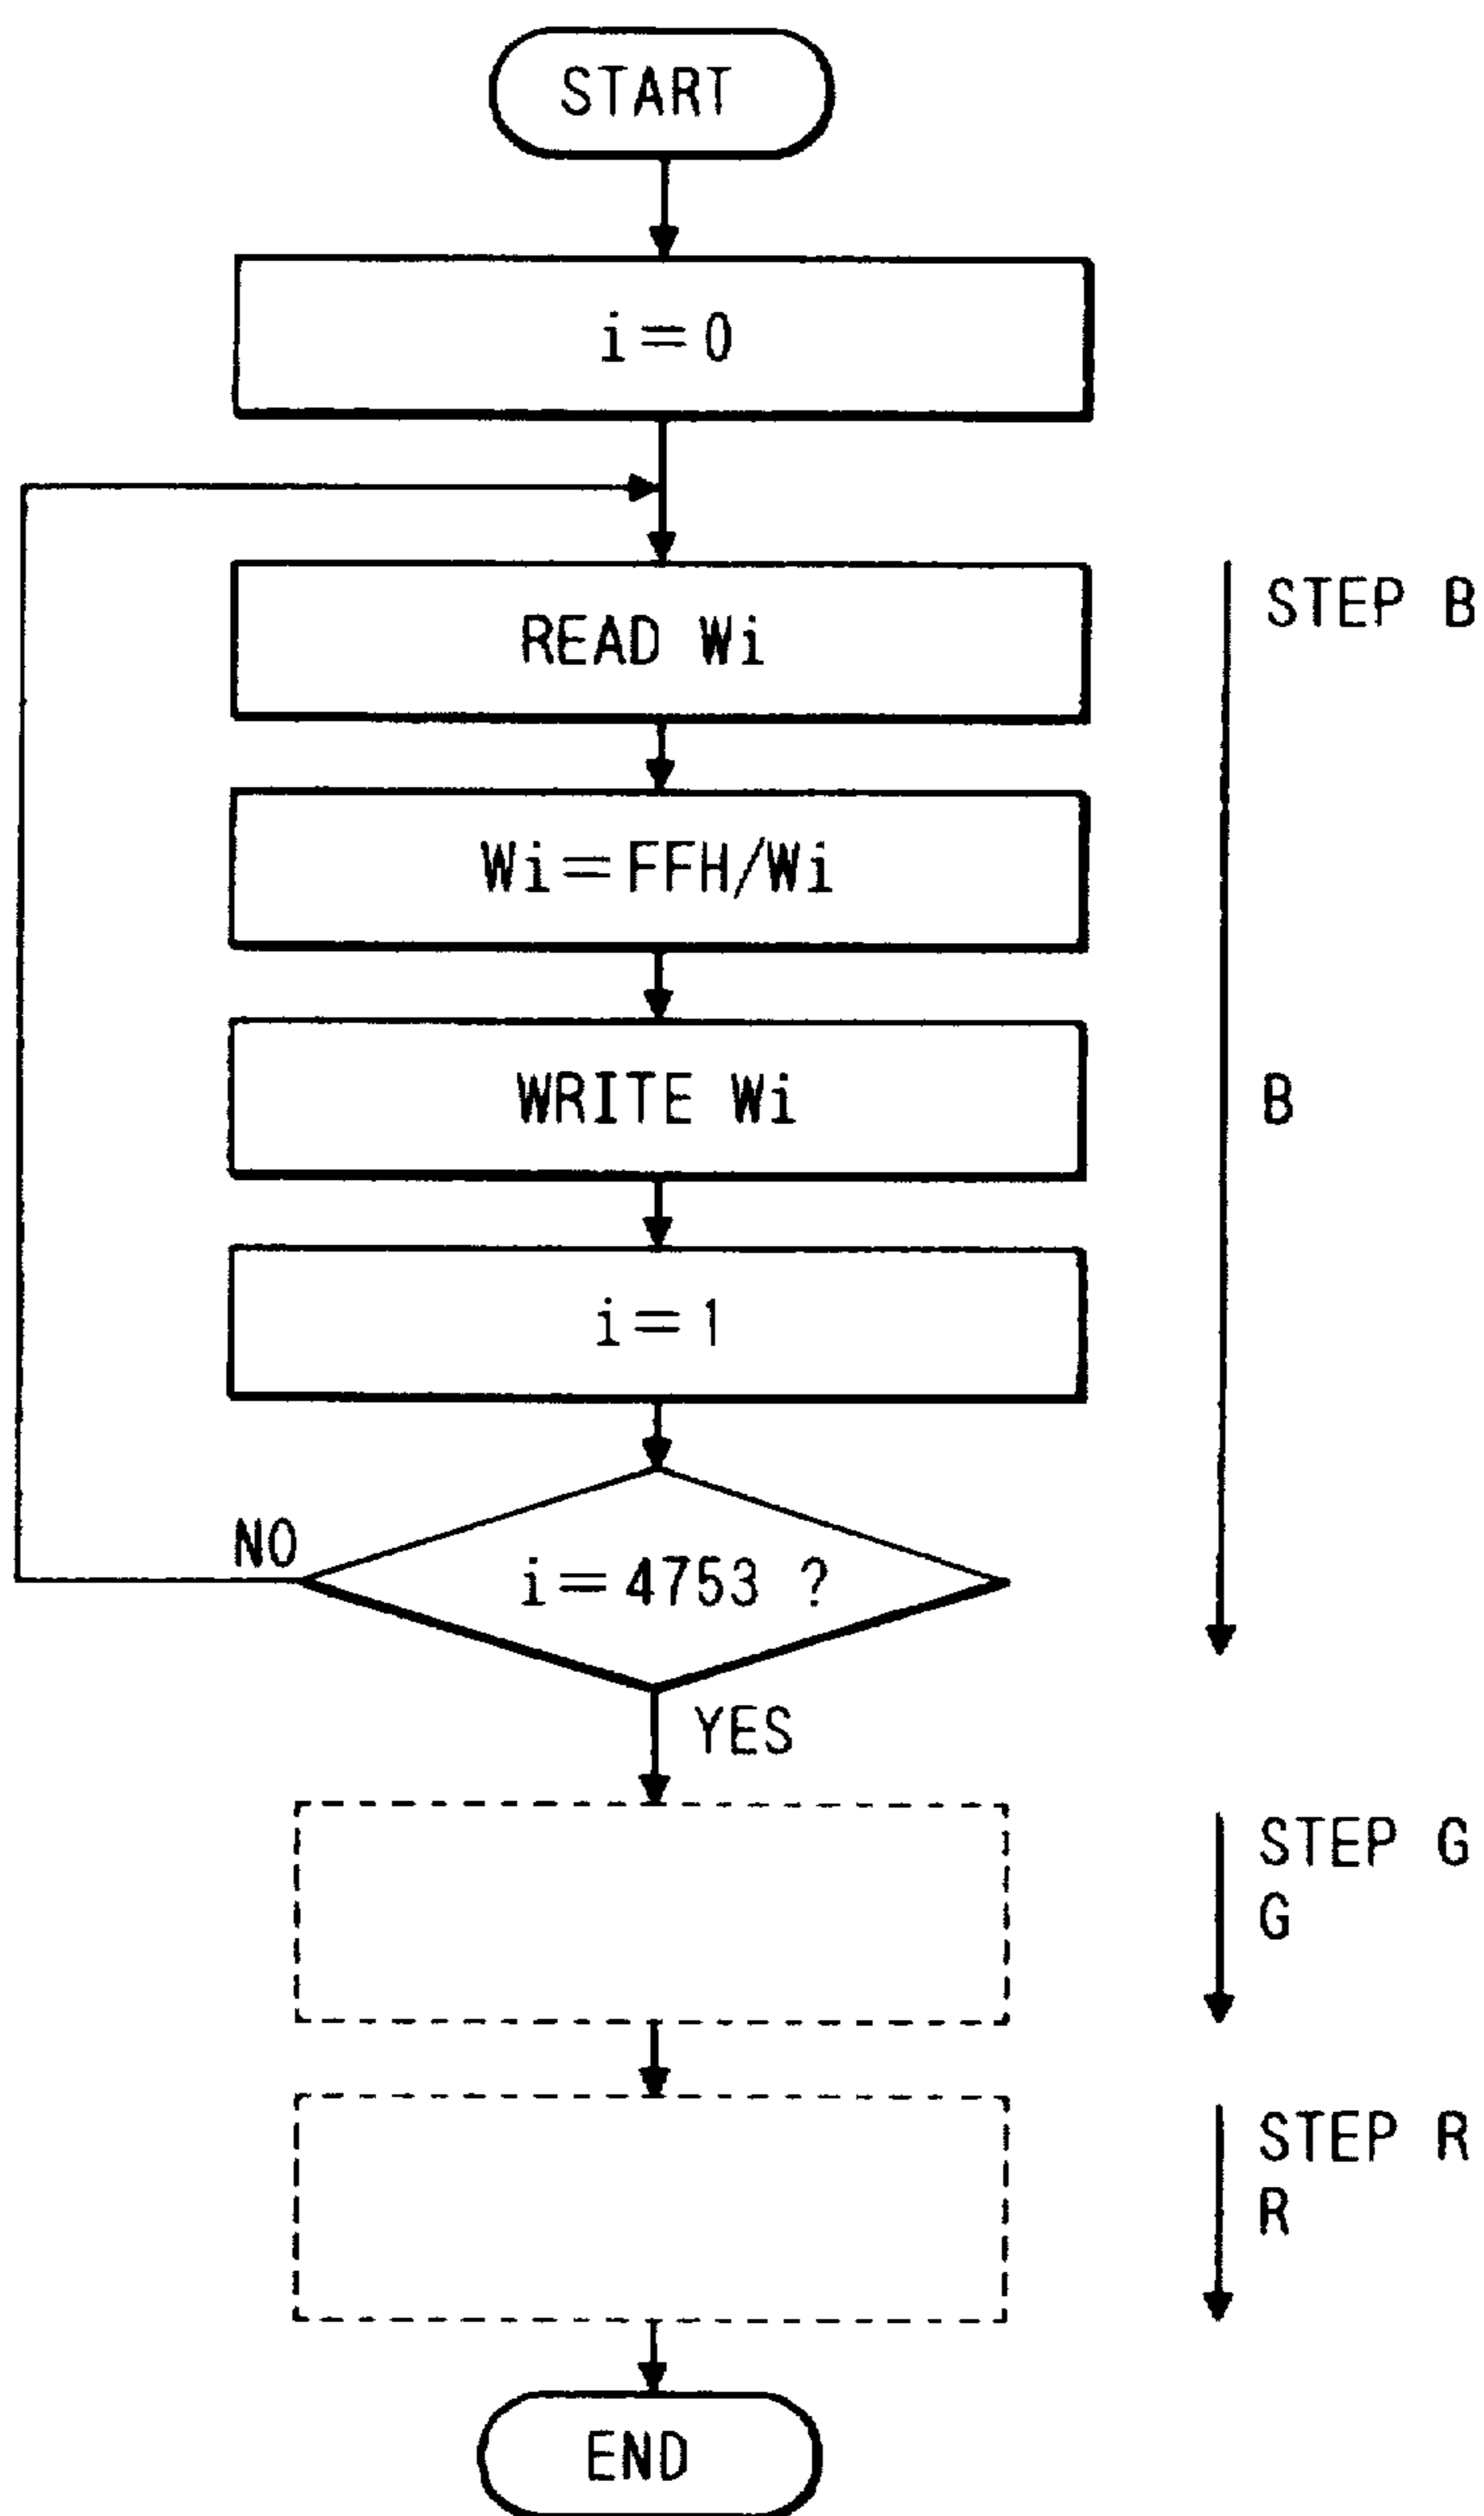 START
i=0
READ Wi
STEP B
Wi=FFH/Wi
WRITE Wi
B
i=1
NO
i=4753 ?
YES
STEP G
G
STEP R
R
END